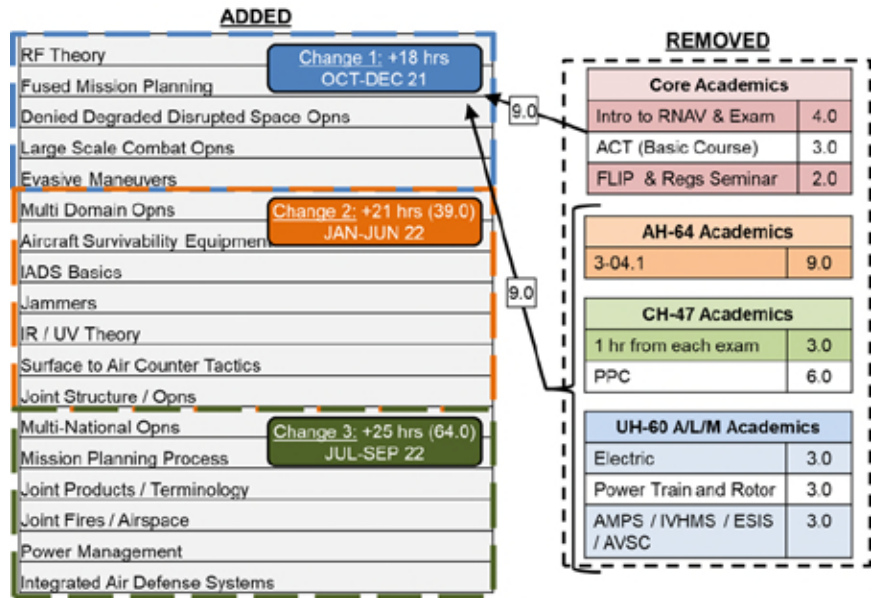 ADDED
RF Theory
Fused Mission Planning
Denied Degraded Disrupted Space Opns
Large Scale Combat Opns
Evasive Maneuvers
Change 1: +18 hrs
OCT-DEC 21
Multi Domain Opns
Aircraft Survivability Equipment
IADS Basics
Jammers
IR / UV Theory
Surface to Air Counter Tactics
Joint Structure / Opns
Change 2: +21 hrs (39.0)
JAN-JUN 22
Multi-National Opns
Mission Planning Process
Joint Products / Terminology
Joint Fires / Airspace
Power Management
Integrated Air Defense Systems
Change 3: +25 hrs (64.0)
JUL-SEP 22
9.0
9.0
REMOVED
Core Academics
Intro to RNAV & Exam 4.0
ACT (Basic Course) 3.0
FLIP & Regs Seminar 2.0
AH-64 Academics
3-04.1 9.0
CH-47 Academics
1 hr from each exam 3.0
PPC 6.0
UH-60 A/L/M Academics
Electric 3.0
Power Train and Rotor 3.0
AMPS / IVHMS / ESIS 3.0
/ AVSC